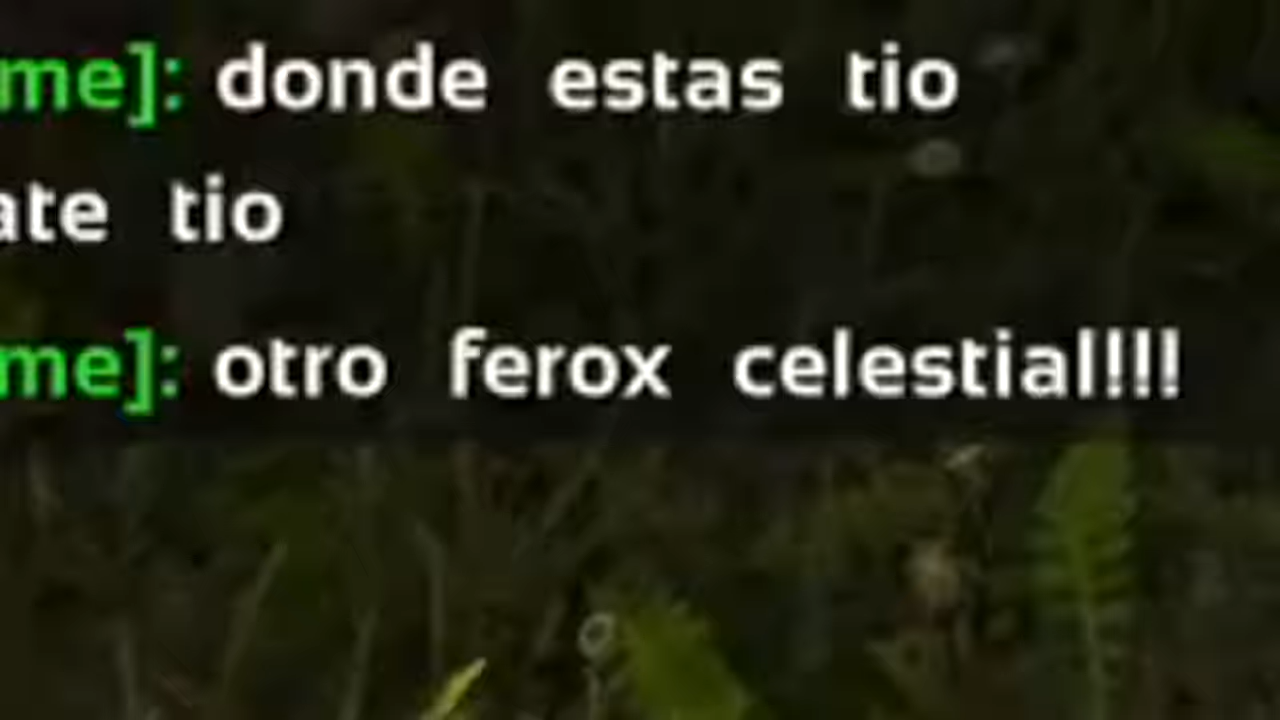 me]: donde estas tio
ate tio
me]: otro ferox celestial!!!